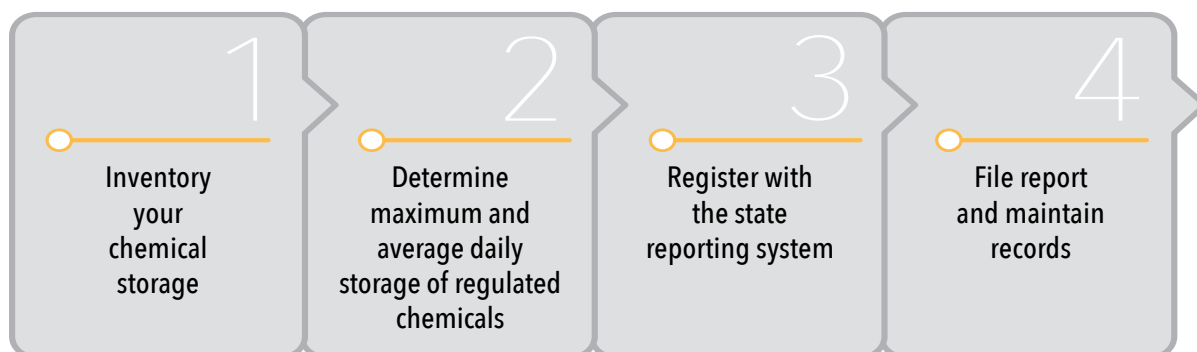 1
Inventory
your
chemical
storage
2
Determine
maximum and
average daily
storage of regulated
chemicals
3
Register with
the state
reporting system
4
File report
and maintain
records